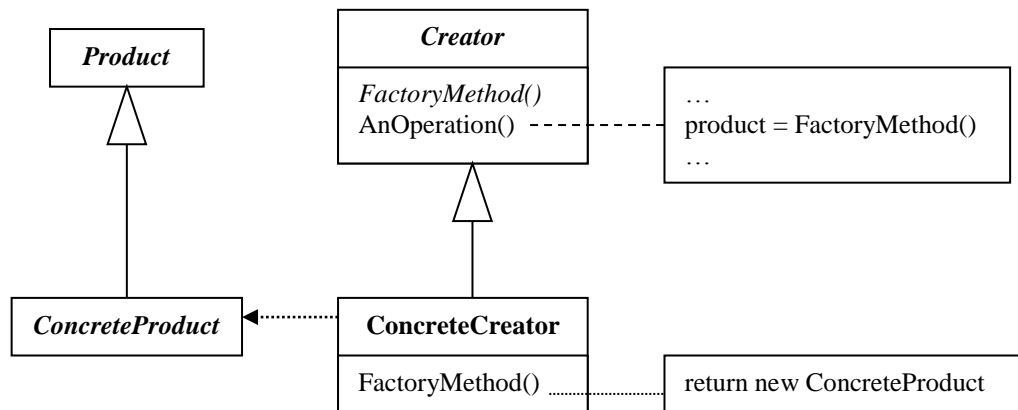 Product
Creator
FactoryMethod()
AnOperation()
…
product = FactoryMethod()
…
ConcreteProduct
ConcreteCreator
FactoryMethod()
return new ConcreteProduct